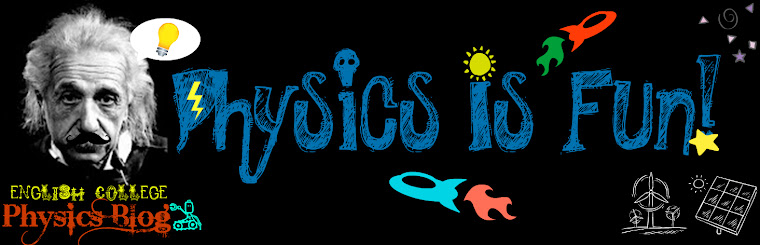 Physics is Fun!
ENGLISH COLLEGE
Physics Blog